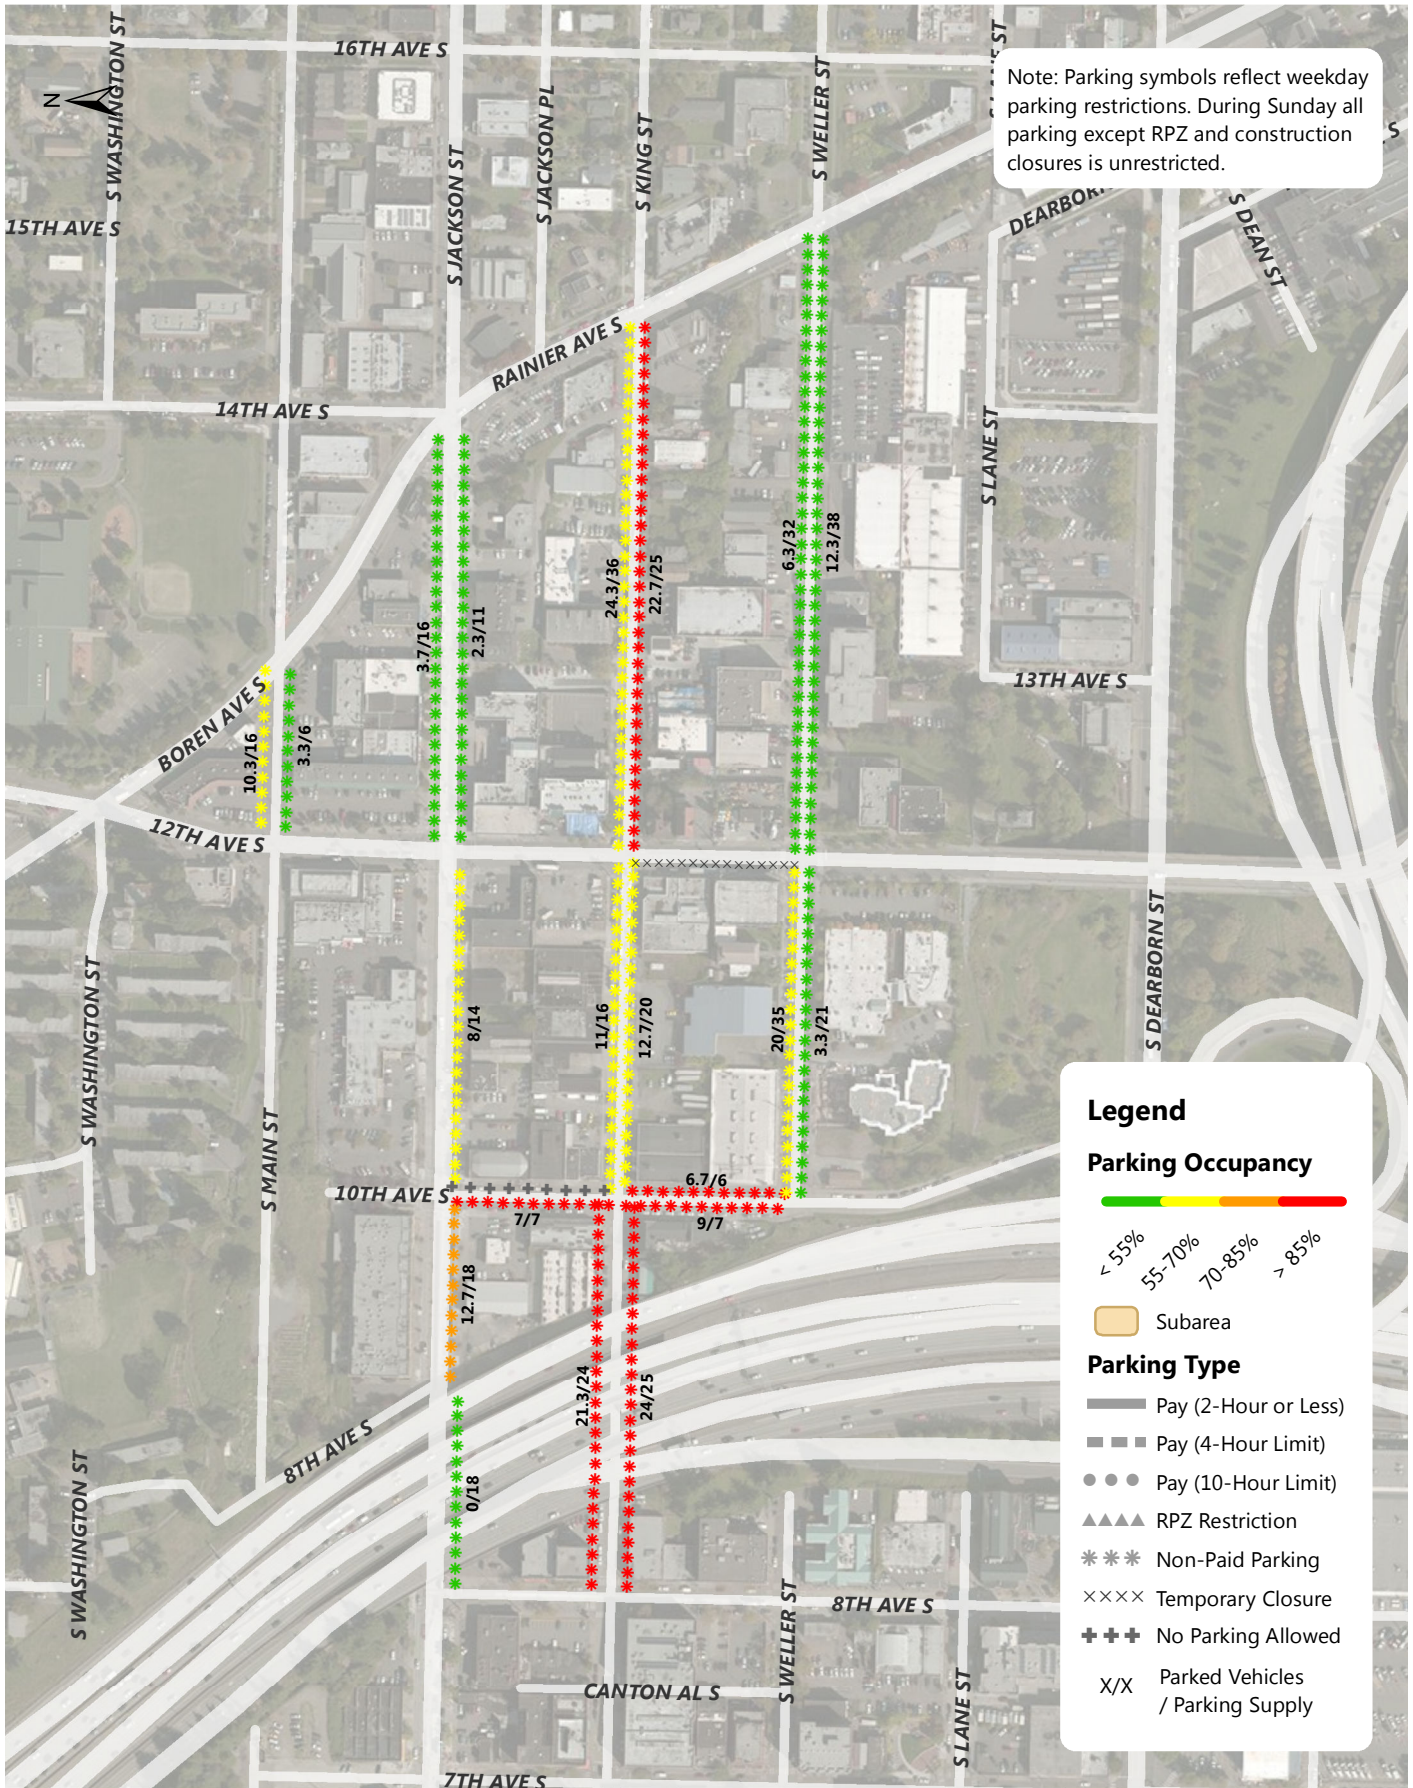 16TH AVE S
S WASHINGTON ST
N
S JACKSON ST
S JACKSON PL
S KING ST
S WELLER ST
Note: Parking symbols reflect weekday
parking restrictions. During Sunday all
parking except RPZ and construction
closures is unrestricted.
15TH AVE S
S DEAN ST
RAINIER AVE S
14TH AVE S
S LANE ST
6.3/32
12.3/38
24.3/36
22.7/25
3.7/16
2.3/11
13TH AVE S
BOREN AVE S
10.3/16
3.3/6
12TH AVE S
S DEARBORN ST
S WASHINGTON ST
8/14
11/16
12.7/20
20/35
3.3/21
S MAIN ST
10TH AVE S
6.7/6
7/7
9/7
12.7/18
21.3/24
24/25
8TH AVE S
0/18
S WASHINGTON ST
S WELLER ST
8TH AVE S
CANTON AL S
S LANE ST
7TH AVE S
Legend
Parking Occupancy
< 55%
55-70%
70-85%
> 85%
Subarea
Parking Type
Pay (2-Hour or Less)
Pay (4-Hour Limit)
Pay (10-Hour Limit)
RPZ Restriction
Non-Paid Parking
Temporary Closure
No Parking Allowed
X/X
Parked Vehicles
/ Parking Supply